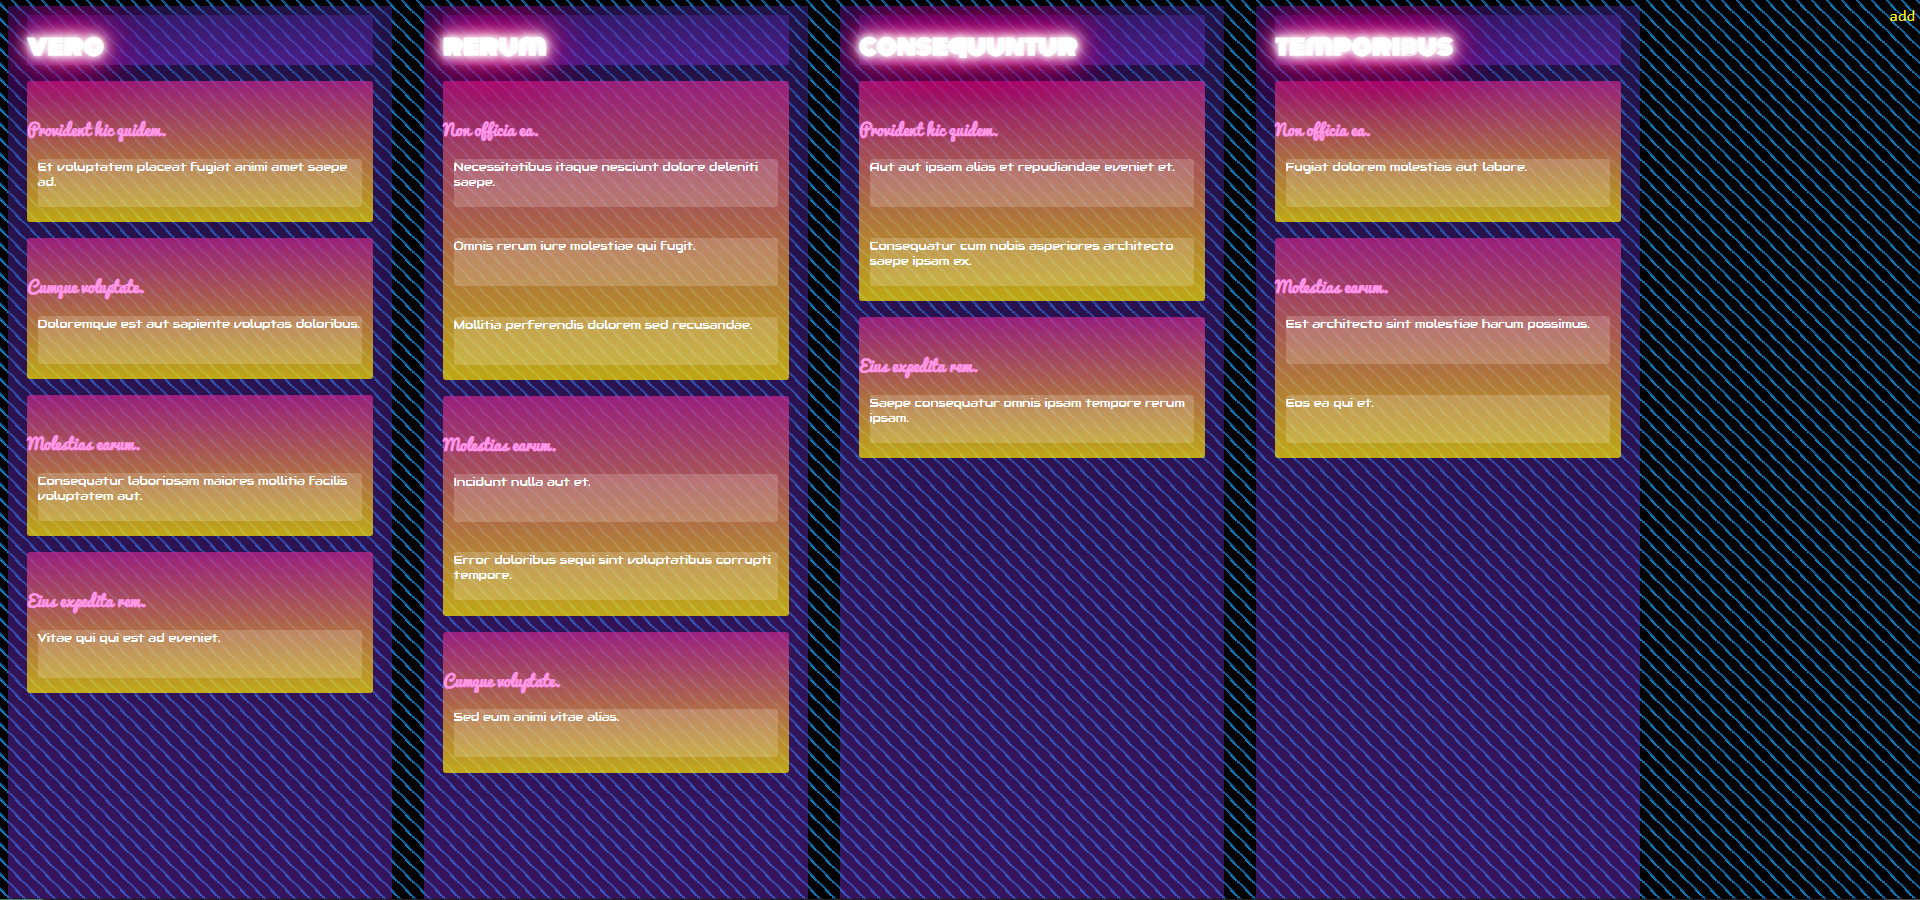 VERO
Provident hic quidem.
Et voluptatem placeat fugiat animi amet saepe
ad.
Cumque voluptate.
Doloremque est aut sapiente voluptas doloribus.
Molestias earum.
Consequatur laboriosam maiores mollitia facilis
voluptatem aut.
Eius expedita rem.
Vitae qui qui est ad eveniet.
RERUM
Non officia ea.
Necessitatibus itaque nesciunt dolore deleniti
saepe.
Omnis rerum iure molestiae qui fugit.
Mollitia perferendis dolorem sed recusandae.
Molestias earum.
Incidunt nulla aut et.
Error doloribus sequi sint voluptatibus corrupti
tempore.
Cumque voluptate.
Sed eum animi vitae alias.
CONSEQUUNTUR
Provident hic quidem.
Aut aut ipsam alias et repudiandae eveniet et.
Consequatur cum nobis asperiores architecto
saepe ipsam ex.
Eius expedita rem.
Saepe consequatur omnis ipsam tempore rerum
ipsam.
TEMPORIBUS
Non officia ea.
Fugiat dolorem molestias aut labore.
Molestias earum.
Est architecto sint molestiae harum possimus.
Eos ea qui et.
add